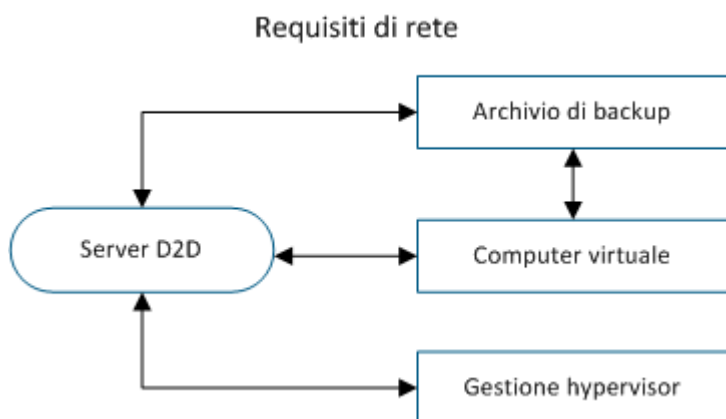 Requisiti di rete
Archivio di backup
Server D2D
Computer virtuale
Gestione hypervisor